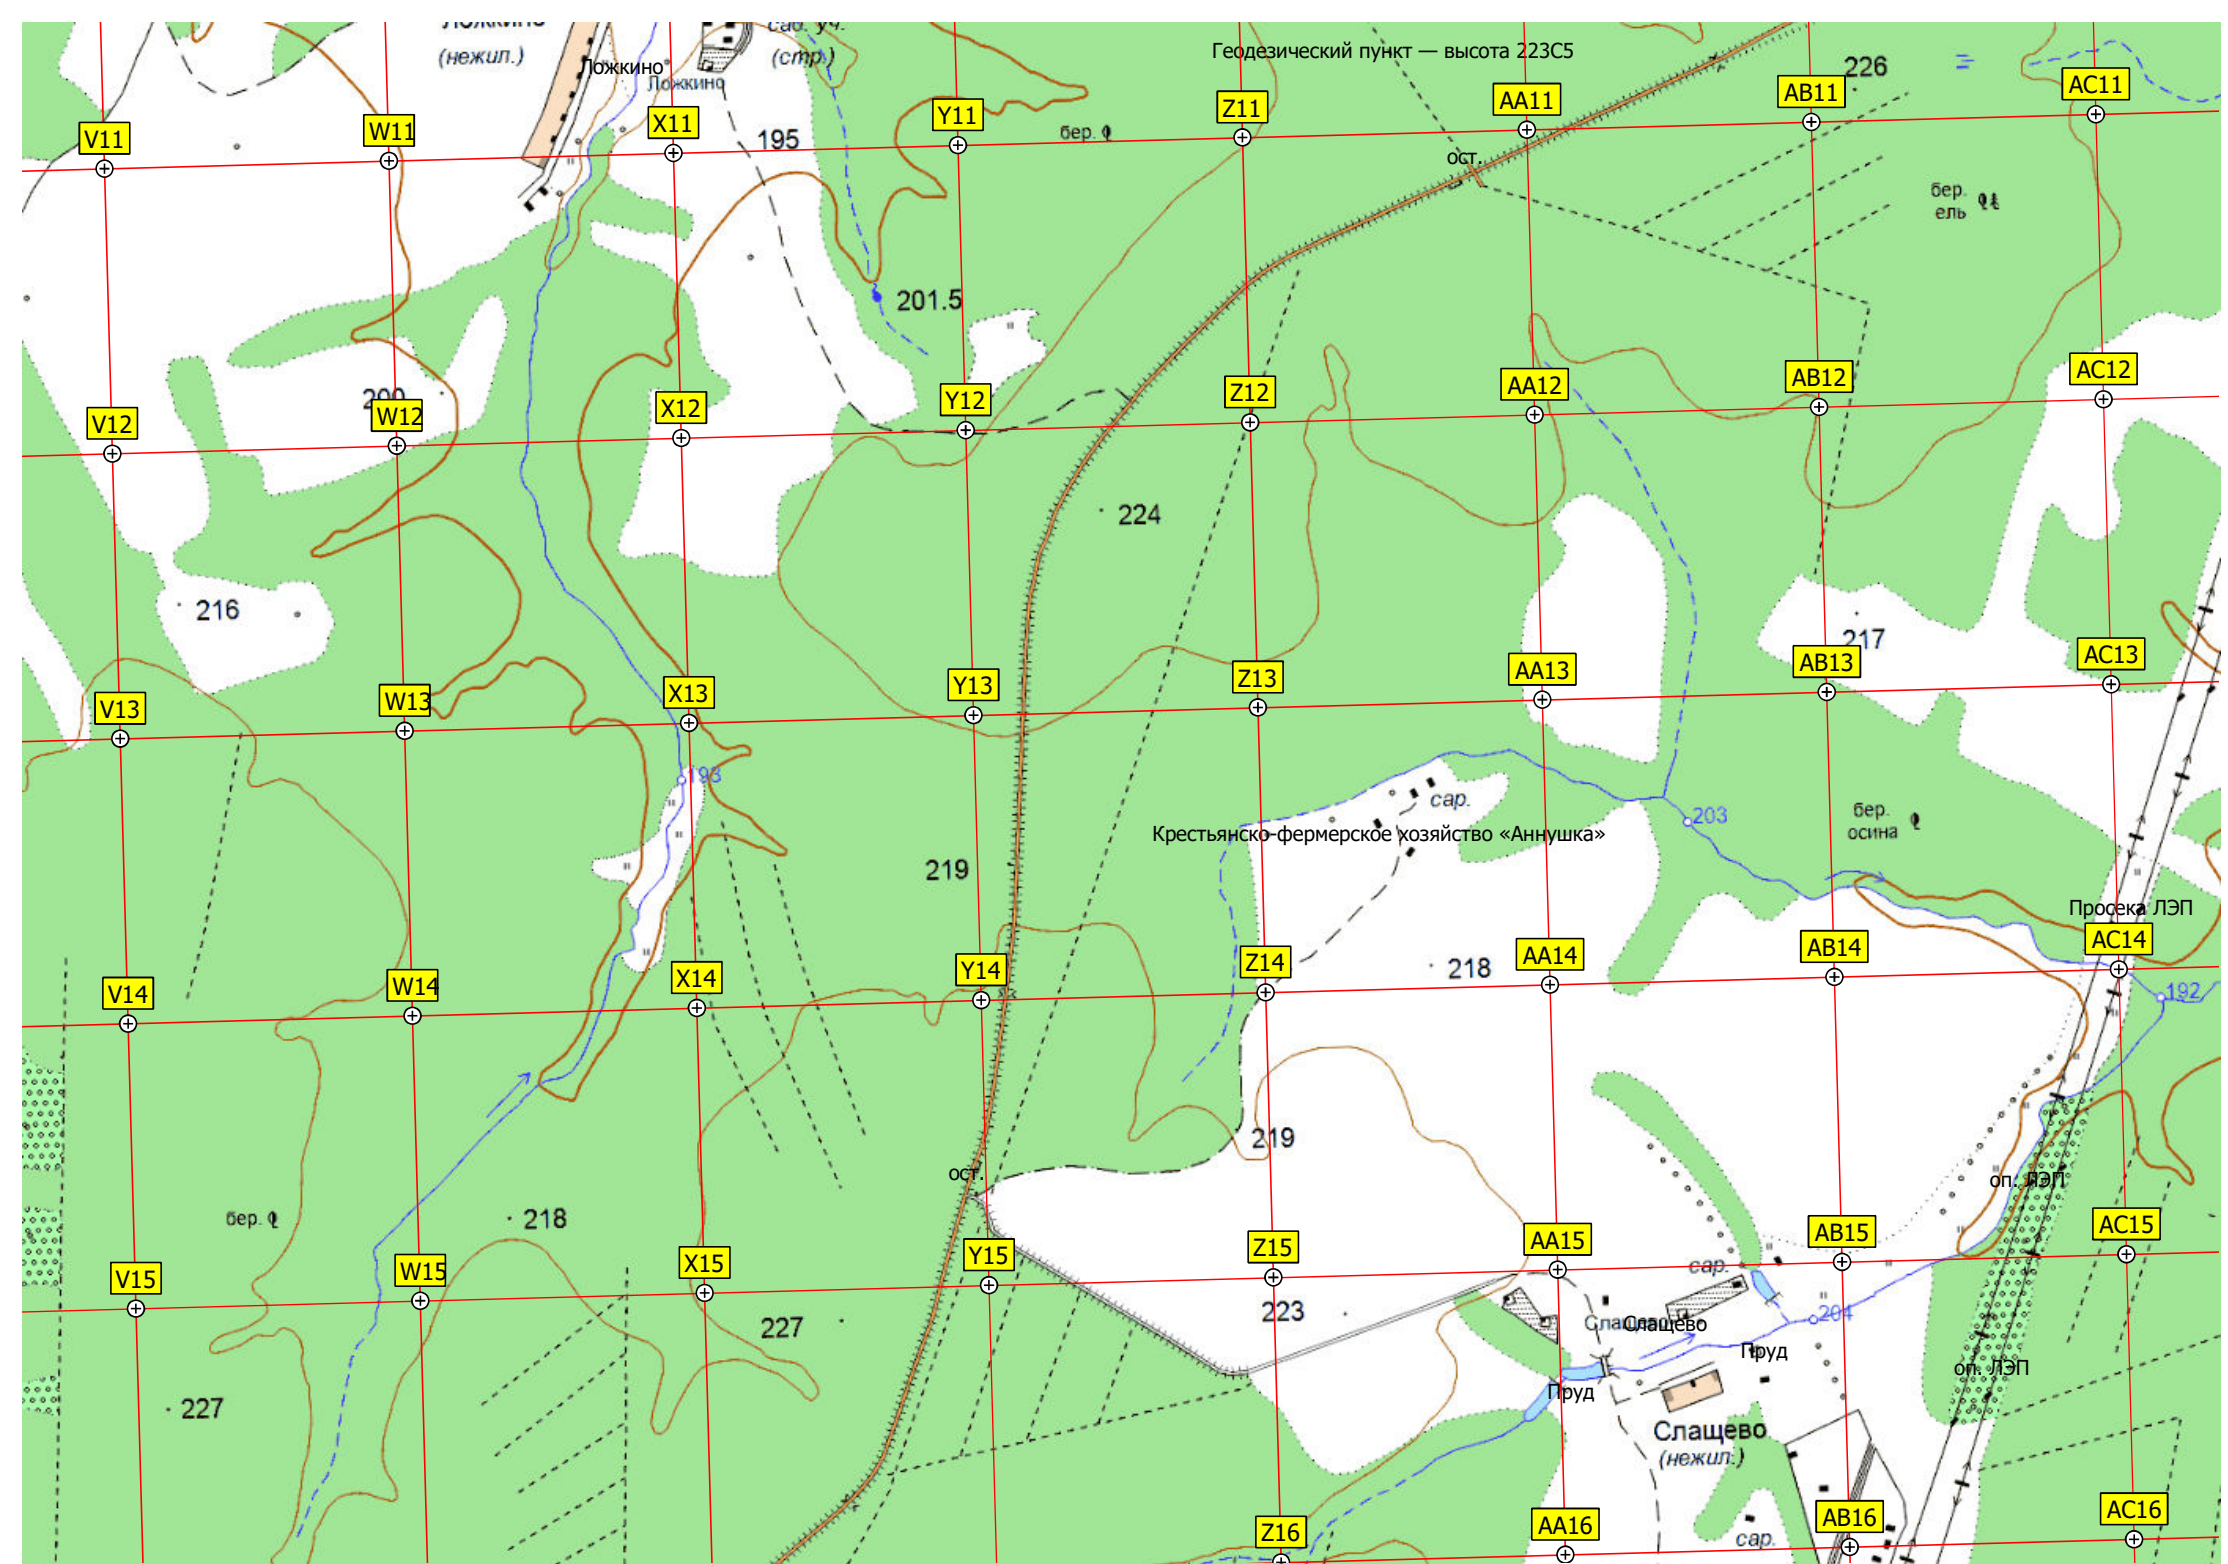 (нежил.)
сад. уч.
(стр.)
Ложкино
Ложкино
Геодезический пункт — высота 223С5
226
V11
W11
X11
195
Y11
бер.
Z11
AA11
AB11
AC11
ост.
бер.
ель
201.5
200
V12
W12
X12
Y12
Z12
AA12
AB12
AC12
224
216
217
V13
W13
X13
Y13
Z13
AA13
AB13
AC13
193
сар.
203
бер.
осина
Крестьянско-фермерское хозяйство «Аннушка»
219
Просека ЛЭП
V14
W14
X14
Y14
Z14
218
AA14
AB14
AC14
192
219
ост.
оп. ЛЭП
бер.
218
V15
W15
X15
Y15
Z15
AA15
AB15
AC15
сар.
227
223
Слащево
204
Пруд
оп. ЛЭП
Пруд
227
Слащево
(нежил.)
Z16
AA16
AB16
AC16
сар.